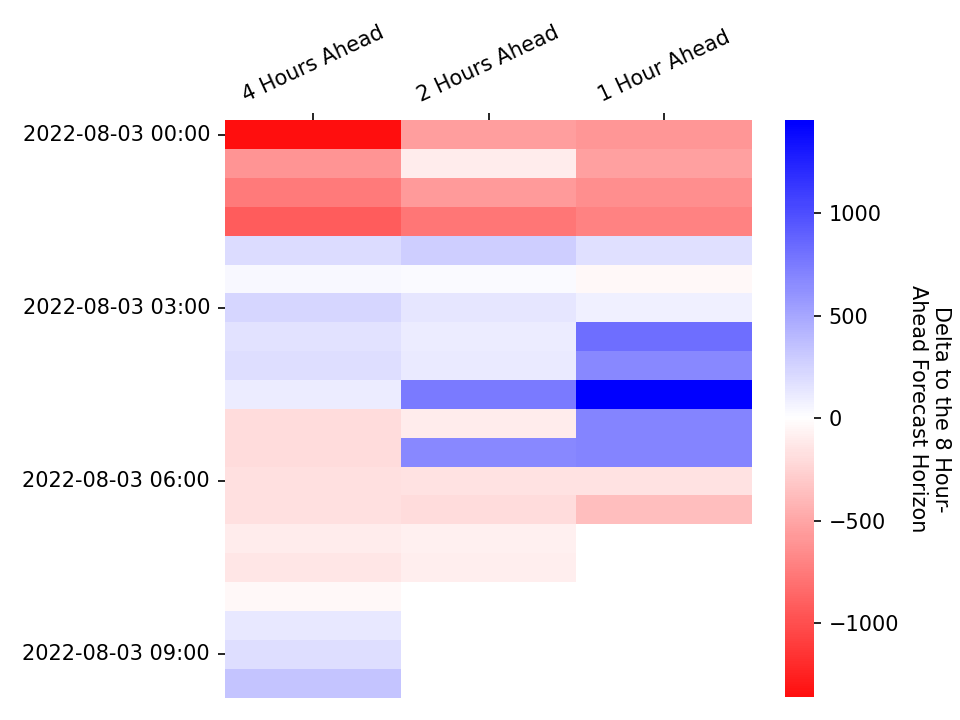 4 Hours Ahead
2 Hours Ahead
1 Hour Ahead
2022-08-03 00:00
2022-08-03 03:00
2022-08-03 06:00
2022-08-03 09:00
1000
500
0
−500
−1000
Delta to the 8 Hour-
Ahead Forecast Horizon